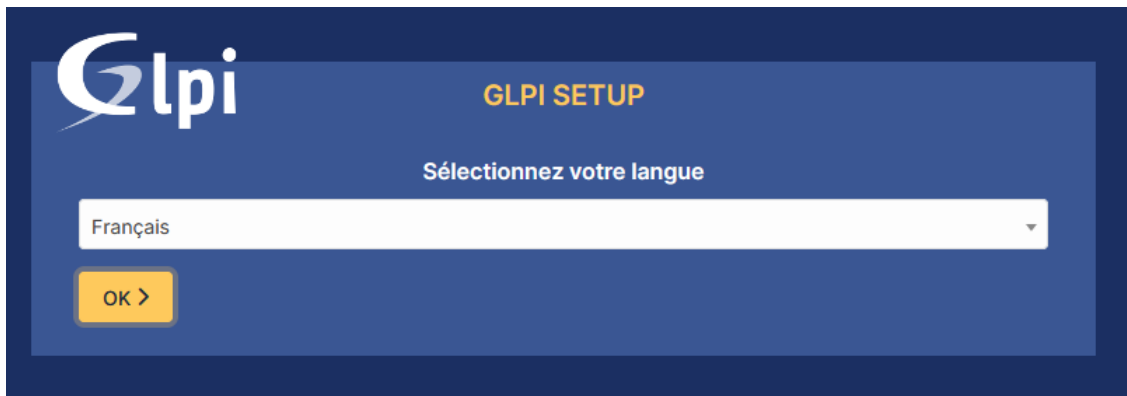 Glpi
GLPI SETUP
Sélectionnez votre langue
Français
OK